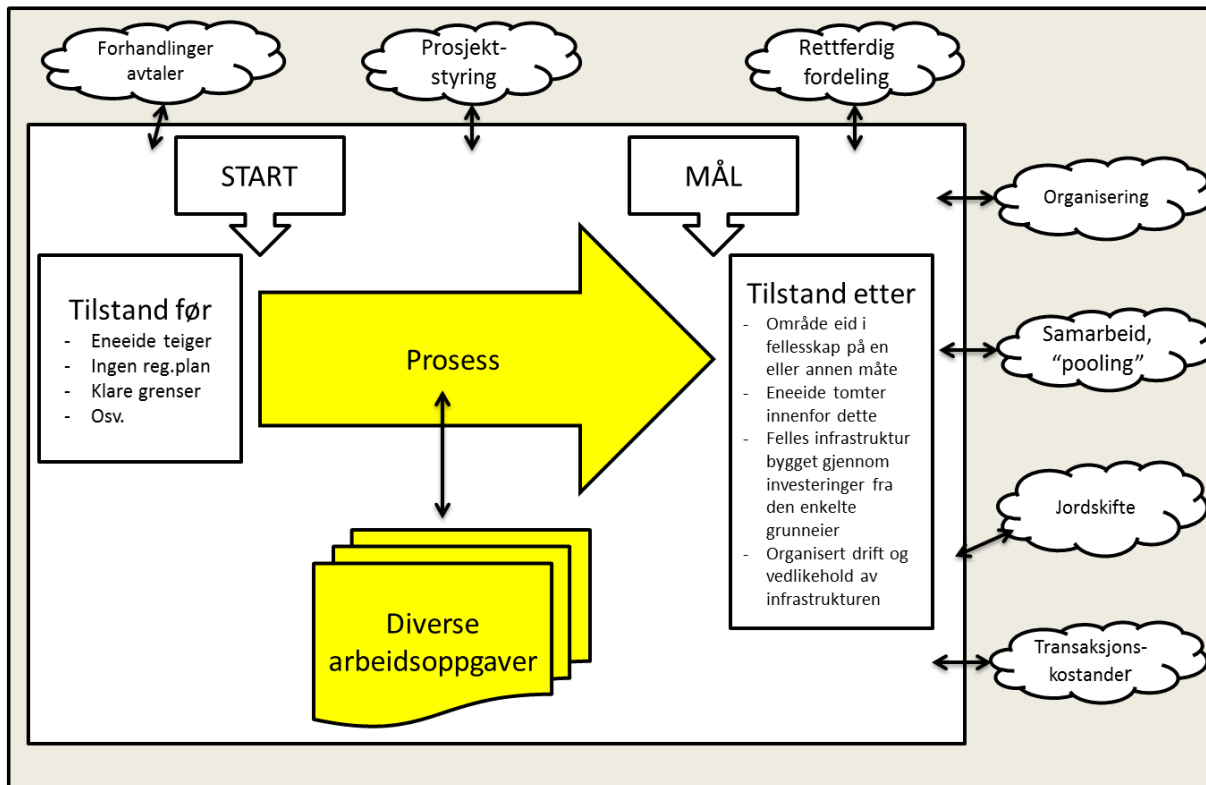 Forhandlinger
avtaler
Prosjekt-
styring
Rettferdig
fordeling
START
MÅL
Organisering
Tilstand før
- Eneeide teiger
- Ingen reg.plan
- Klare grenser
- Osv.
Prosess
Tilstand etter
- Område eid i
fellesskap på en
eller annen måte
- Eneeide tomter
innenfor dette
- Felles infrastruktur
bygget gjennom
investeringer fra
den enkelte
grunneier
- Organisert drift og
vedlikehold av
infrastrukturen
Samarbeid,
“pooling”
Jordskifte
Diverse
arbeidsoppgaver
Transaksjons-
kostander